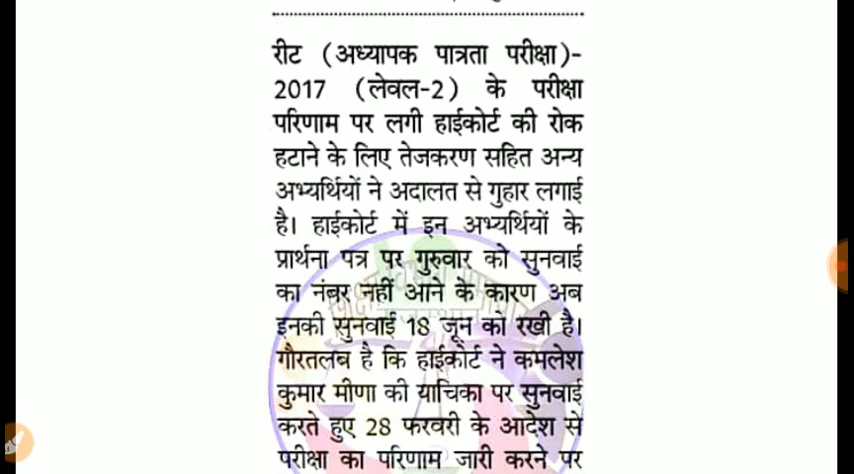 रीट (अध्यापक पात्रता परीक्षा)-
2017 (लेवल-2) के परीक्षा
परिणाम पर लगी हाईकोर्ट की रोक
हटाने के लिए तेजकरण सहित अन्य
अभ्यर्थियों ने अदालत से गुहार लगाई
है। हाईकोर्ट में इन अभ्यर्थियों के
प्रार्थना पत्र पर गुरुवार को सुनवाई
का नंबर नहीं आने के कारण अब
इनकी सुनवाई 18 जून को रखी है।
गौरतलब है कि हाईकोर्ट ने कमलेश
कुमार मीणा की याचिका पर सुनवाई
करते हुए 28 फरवरी के आदेश से
परीक्षा का परिणाम जारी करने पर